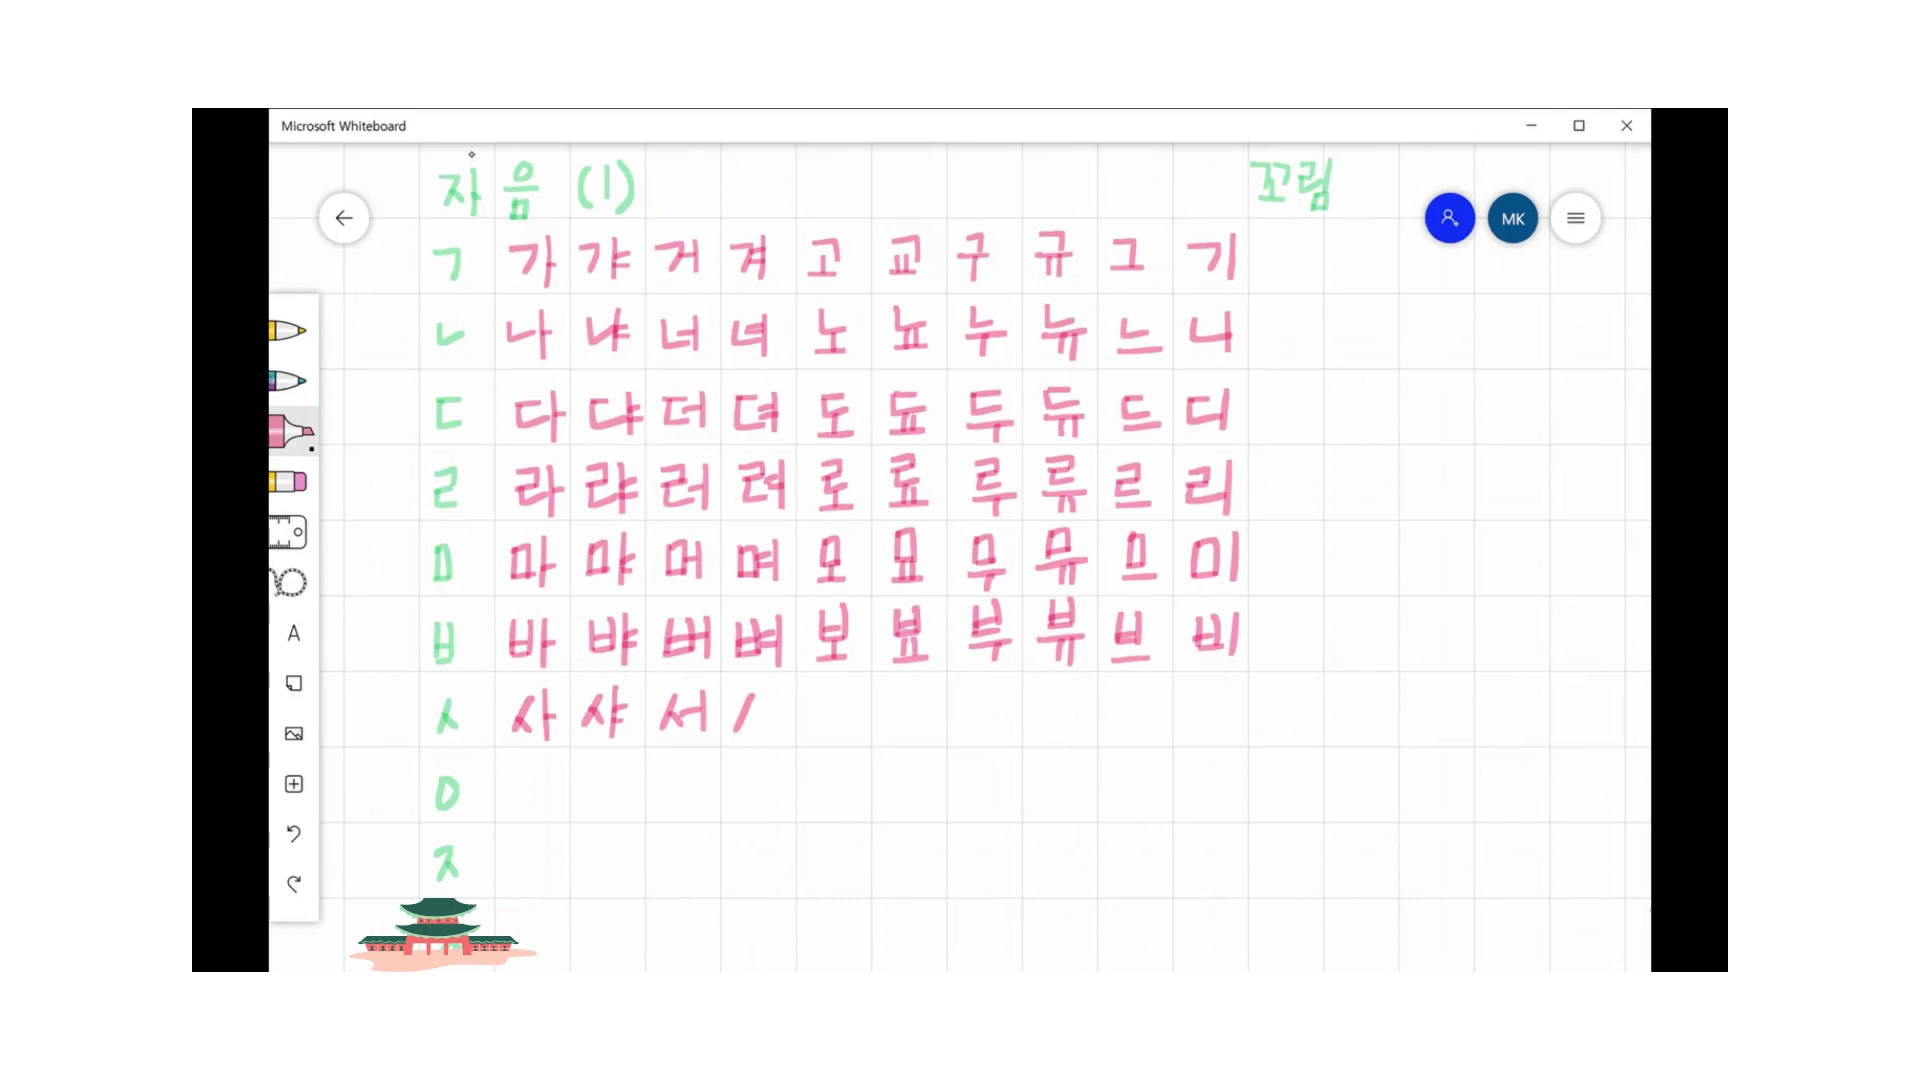 Microsoft Whiteboard
자음 (1) 꼬림
MK
ㄱ 가 갸 거 겨 고 교 구 규 그 기
ㄴ 나 냐 너 녀 노 뇨 누 뉴 느 니
ㄷ 다 댜 더 뎌 도 됴 두 듀 드 디
ㄹ 라 랴 러 려 로 료 루 류 르 리
ㅁ 마 먀 머 며 모 묘 무 뮤 므 미
ㅂ 바 뱌 버 벼 보 뵤 부 뷰 브 비
ㅅ 사 샤 서
ㅇ
ㅈ